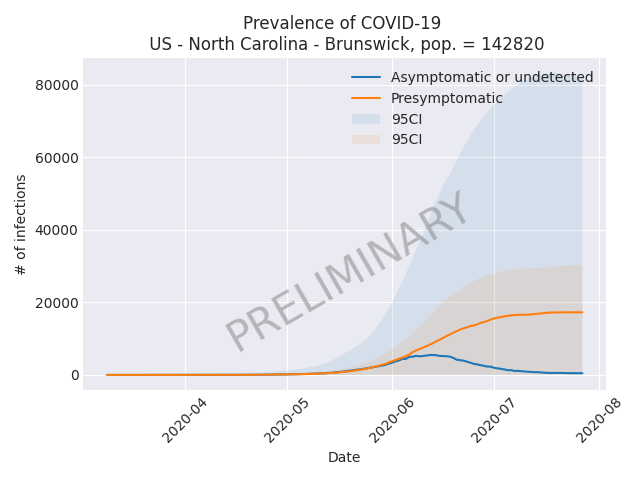 Prevalence of COVID-19
US - North Carolina - Brunswick, pop. = 142820
Asymptomatic or undetected
Presymptomatic
95CI
95CI
80000
60000
40000
20000
0
# of infections
PRELIMINARY
2020-04
2020-05
2020-06
2020-07
2020-08
Date